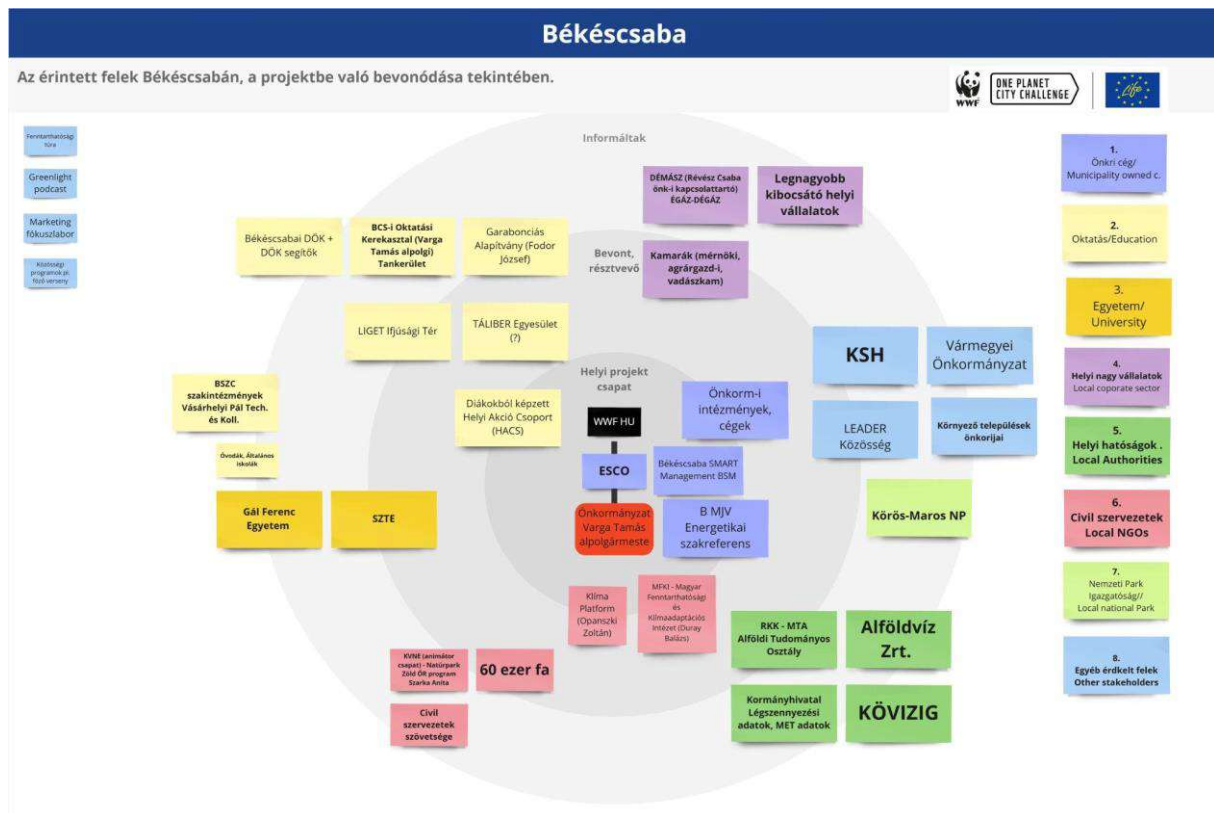 Békéscsaba
Az érintett felek Békéscsabán, a projektbe való bevonódása tekintében.
WWF
ONE PLANET
CITY CHALLENGE
Life
Fenntarthatósági
túra
Greenlight
podcast
Marketing
fókuszlabor
Közösségi
programok pl.
főző verseny
Informáltak
Bevont,
résztvevő
Helyi projekt
csapat
DÉMÁSZ (Révész Csaba
önk-i kapcsolattartó)
ÉGÁZ-DÉGÁZ
Legnagyobb
kibocsátó helyi
vállalatok
Kamarák (mérnöki,
agrárgazd-i,
vadászkam)
Békéscsabai DÖK +
DÖK segítők
BCS-i Oktatási
Kerekasztal (Varga
Tamás alpolgi)
Tankerület
Garabonciás
Alapítvány (Fodor
József)
LIGET Ifjúsági Tér
TÁLIBER Egyesület
(?)
BSZC
szakintézmények
Vásárhelyi Pál Tech.
és Koll.
Diákokból képzett
Helyi Akció Csoport
(HACS)
Óvodák, Általános
iskolák
Gál Ferenc
Egyetem
SZTE
WWF HU
ESCO
Önkormányzat
Varga Tamás
alpolgármeste
Önkorm-i
intézmények,
cégek
Békéscsaba SMART
Management BSM
B MJV
Energetikai
szakreferens
KSH
Vármegyei
Önkormányzat
LEADER
Közösség
Környező települések
önkorijai
Körös-Maros NP
Klíma
Platform
(Opanszki
Zoltán)
MFKI - Magyar
Fenntarthatósági
és
Klímaadaptációs
Intézet (Duray
Balázs)
KVNE (animátor
csapat) - Natúrpark
Zöld ŐR program
Szarka Anita
60 ezer fa
Civil
szervezetek
szövetsége
RKK - MTA
Alföldi Tudományos
Osztály
Alföldvíz
Zrt.
Kormányhivatal
Légszennyezési
adatok, MET adatok
KÖVIZIG
1.
Önkri cég/
Municipality owned c.
2.
Oktatás/Education
3.
Egyetem/
University
4.
Helyi nagy vállalatok
Local coporate sector
5.
Helyi hatóságok .
Local Authorities
6.
Civil szervezetek
Local NGOs
7.
Nemzeti Park
Igazgatóság//
Local national Park
8.
Egyéb érdkelt felek
Other stakeholders